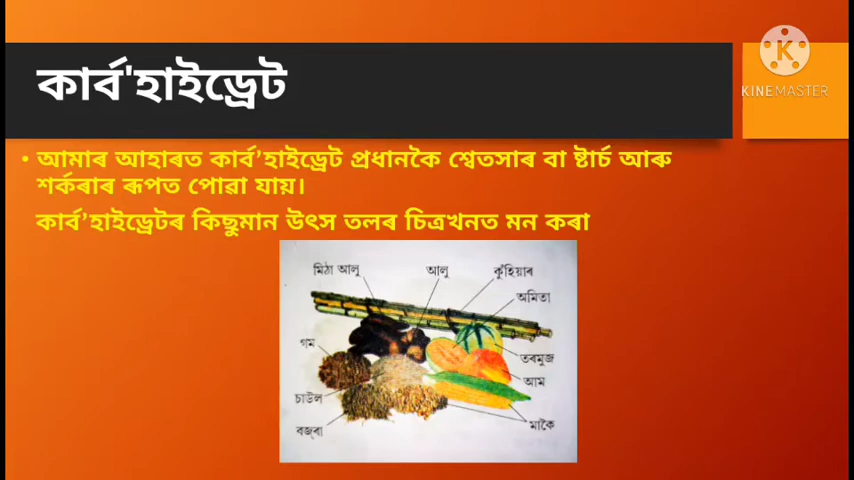 কাৰ্ব'হাইড্ৰেট
KINEMASTER
• আমাৰ আহাৰত কাৰ্ব’হাইড্ৰেট প্ৰধানকৈ শ্বেতসাৰ বা ষ্টাৰ্চ আৰু
শৰ্কৰাৰ ৰূপত পোৱা যায়।
কাৰ্ব’হাইড্ৰেটৰ কিছুমান উৎস তলৰ চিত্ৰখনত মন কৰা
মিঠা আলু
আলু
কুঁহিয়াৰ
অমিতা
গম
তৰমুজ
আম
চাউল
মাকৈ
বজ্ৰা